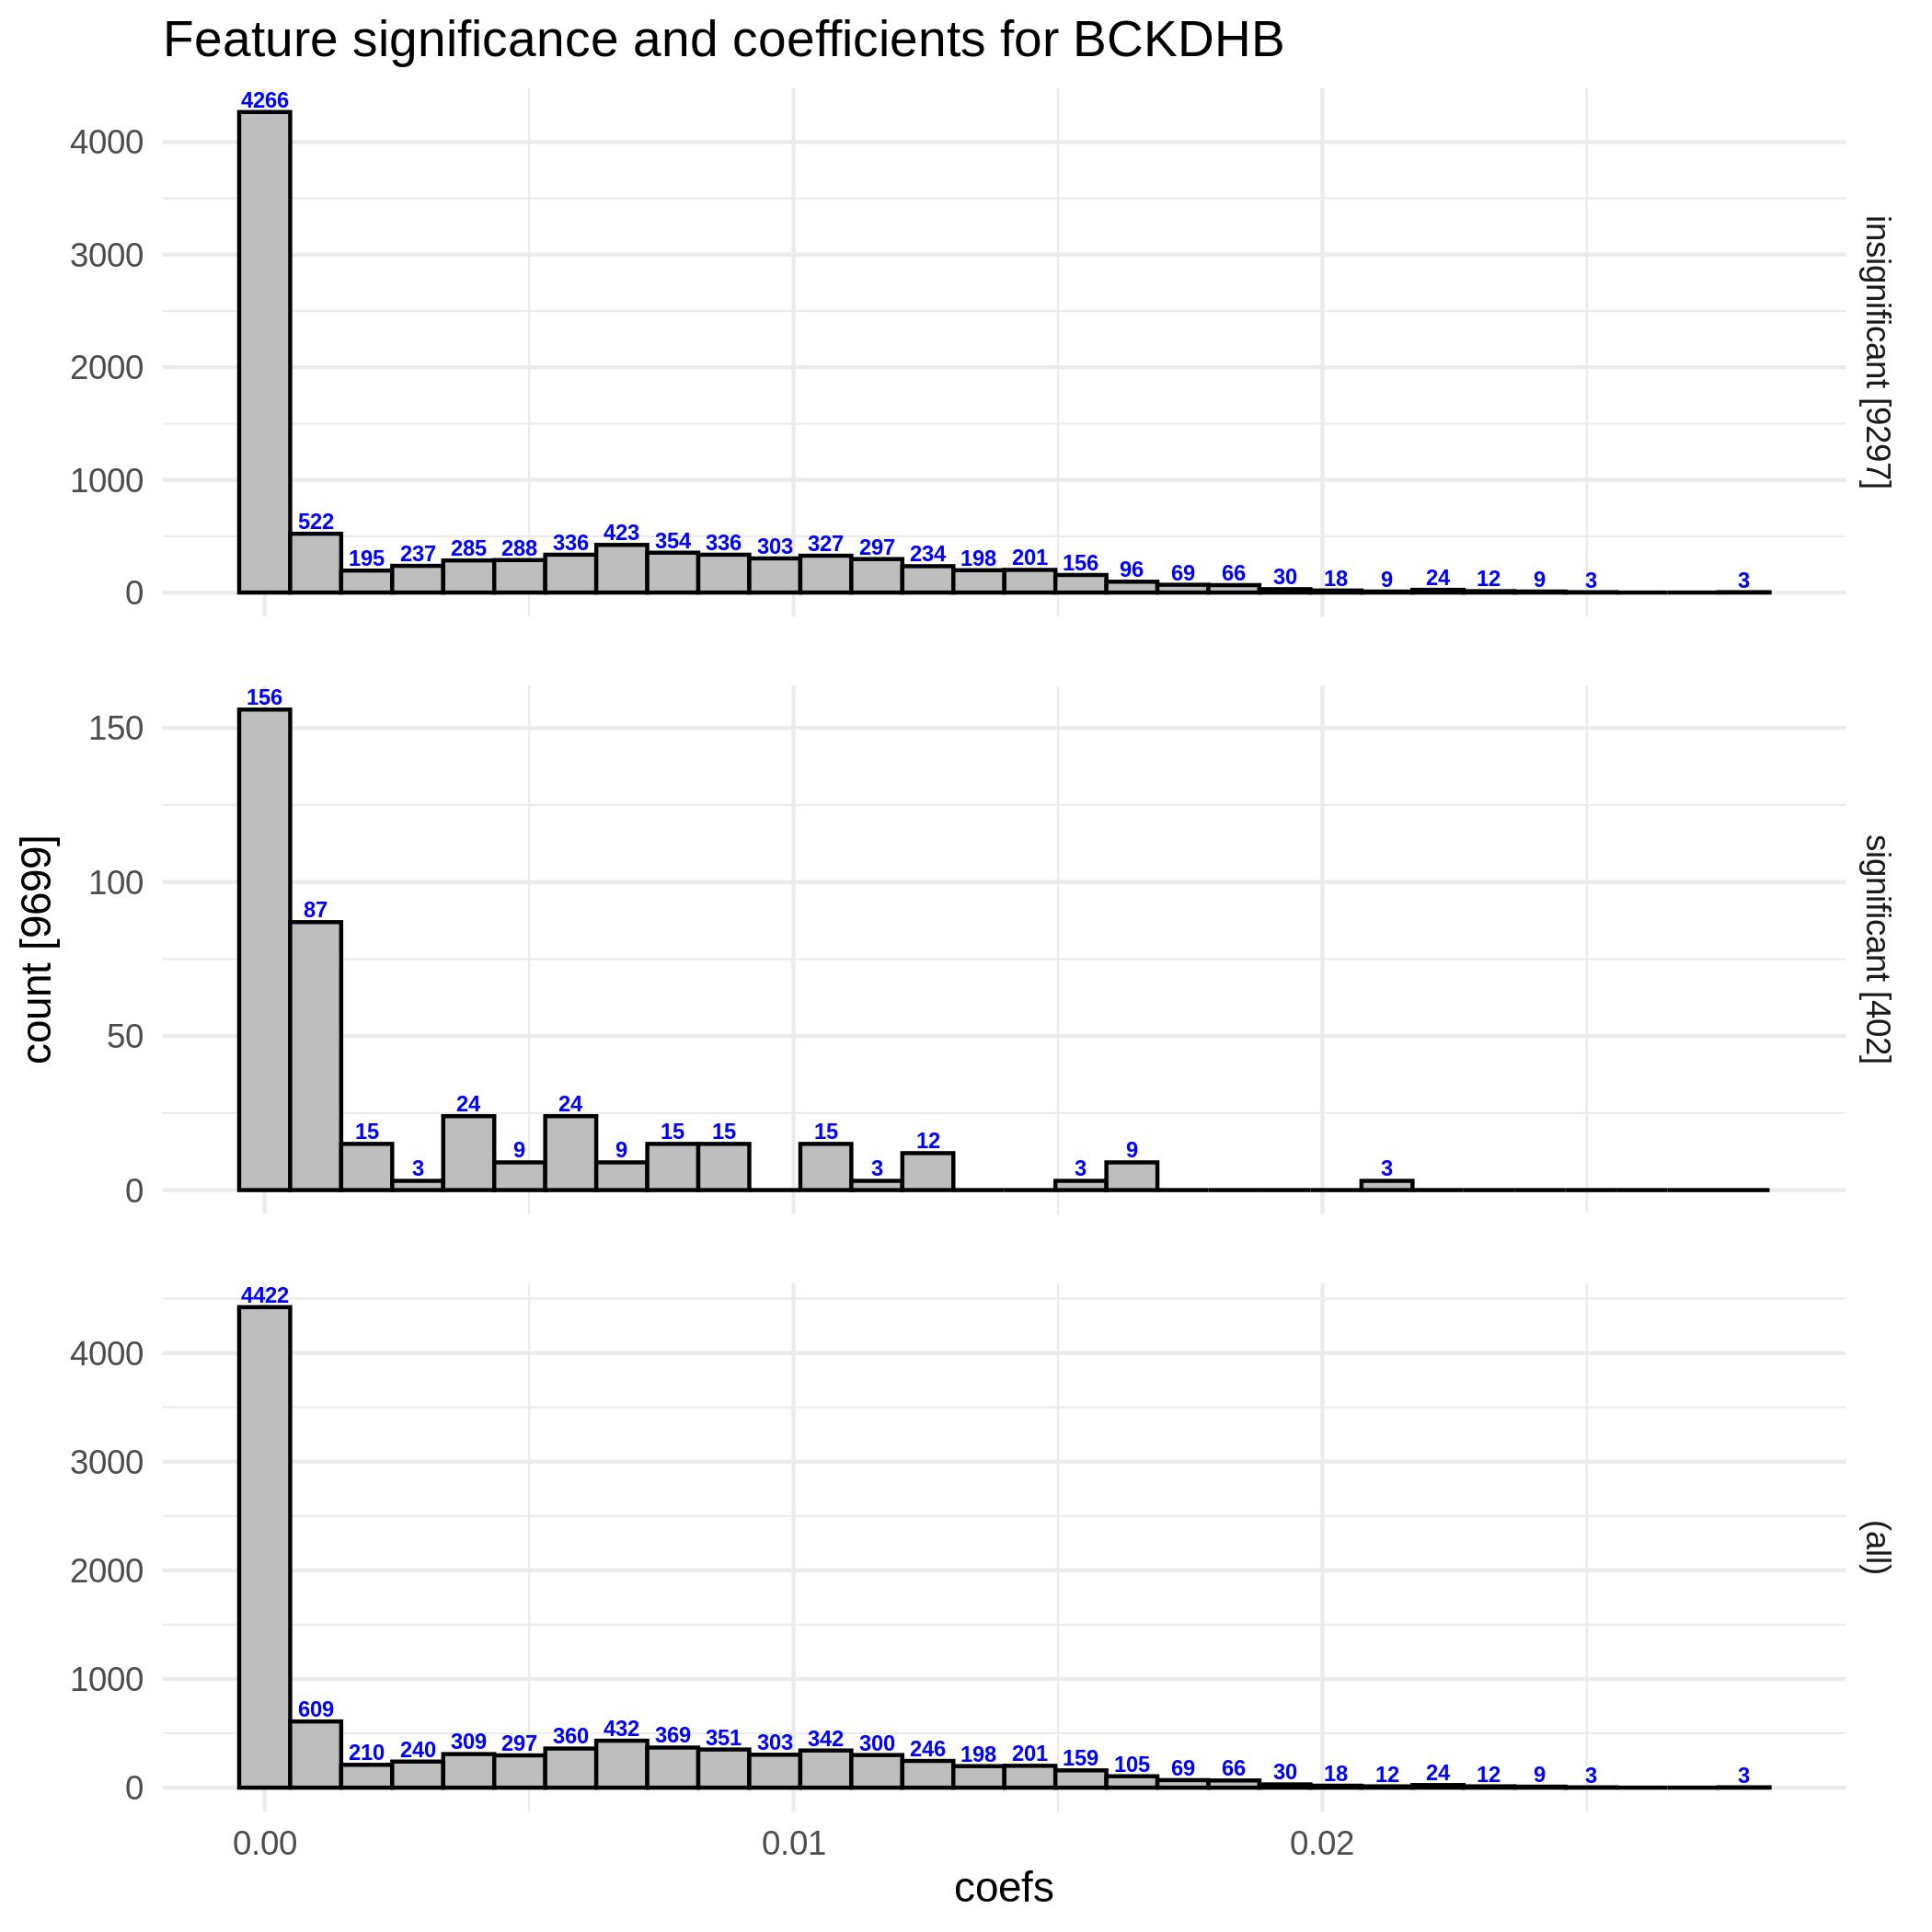 Feature significance and coefficients for BCKDHB
4266
4000
3000
2000
1000
0
522 195 237 285 288 336 423 354 336 303 327 297 234 198 201 156 96 69 66 30 18 9 24 12 9 3 3
insignificant [9297]
156
150
100
50
0
87 15 3 24 9 24 9 15 15 15 3 12 3 9 3
significant [402]
count [9699]
4422
4000
3000
2000
1000
0
609 210 240 309 297 360 432 369 351 303 342 300 246 198 201 159 105 69 66 30 18 12 24 12 9 3 3
(all)
0.00 0.01 0.02
coefs